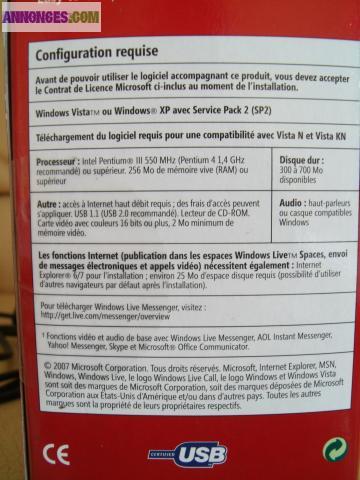 ANNONCES.COM
Configuration requise
Avant de pouvoir utiliser le logiciel accompagnant ce produit, vous devez accepter
le Contrat de Licence Microsoft ci-inclus au moment de l'installation.
Windows Vista™ ou Windows® XP avec Service Pack 2 (SP2)
Téléchargement du logiciel requis pour une compatibilité avec Vista N et Vista KN
Processeur : Intel Pentium® III 550 MHz (Pentium 4 1,4 GHz
recommandé) ou supérieur. 256 Mo de mémoire vive (RAM) ou
supérieur
Disque dur :
300 à 700 Mo
disponibles
Autre : accès à Internet haut débit requis ; des frais d'accès peuvent
s'appliquer. USB 1.1 (USB 2.0 recommandé). Lecteur de CD-ROM.
Carte vidéo avec couleurs 16 bits ou plus, 2 Mo minimum de
mémoire vidéo.
Audio : haut-parleurs
ou casque compatibles
Windows
Les fonctions Internet (publication dans les espaces Windows Live™ Spaces, envoi
de messages électroniques et appels vidéo) nécessitent également : Internet
Explorer® 6/7 pour l'installation ; environ 25 Mo d'espace disque requis (possibilité d'utiliser
d'autres navigateurs par défaut après l'installation).
Pour télécharger Windows Live Messenger, visitez :
http://get.live.com/messenger/overview
¹ Fonctions vidéo et audio de base avec Windows Live Messenger, AOL Instant Messenger,
Yahoo! Messenger, Skype et Microsoft® Office Communicator.
© 2007 Microsoft Corporation. Tous droits réservés. Microsoft, Internet Explorer, MSN,
Windows, Windows Live, le logo Windows Live Call, le logo Windows et Windows Vista
sont soit des marques de Microsoft Corporation, soit des marques déposées de Microsoft
Corporation aux États-Unis d'Amérique et/ou dans d'autres pays. Toutes les autres
marques sont la propriété de leurs propriétaires respectifs.
CE
CERTIFIED USB